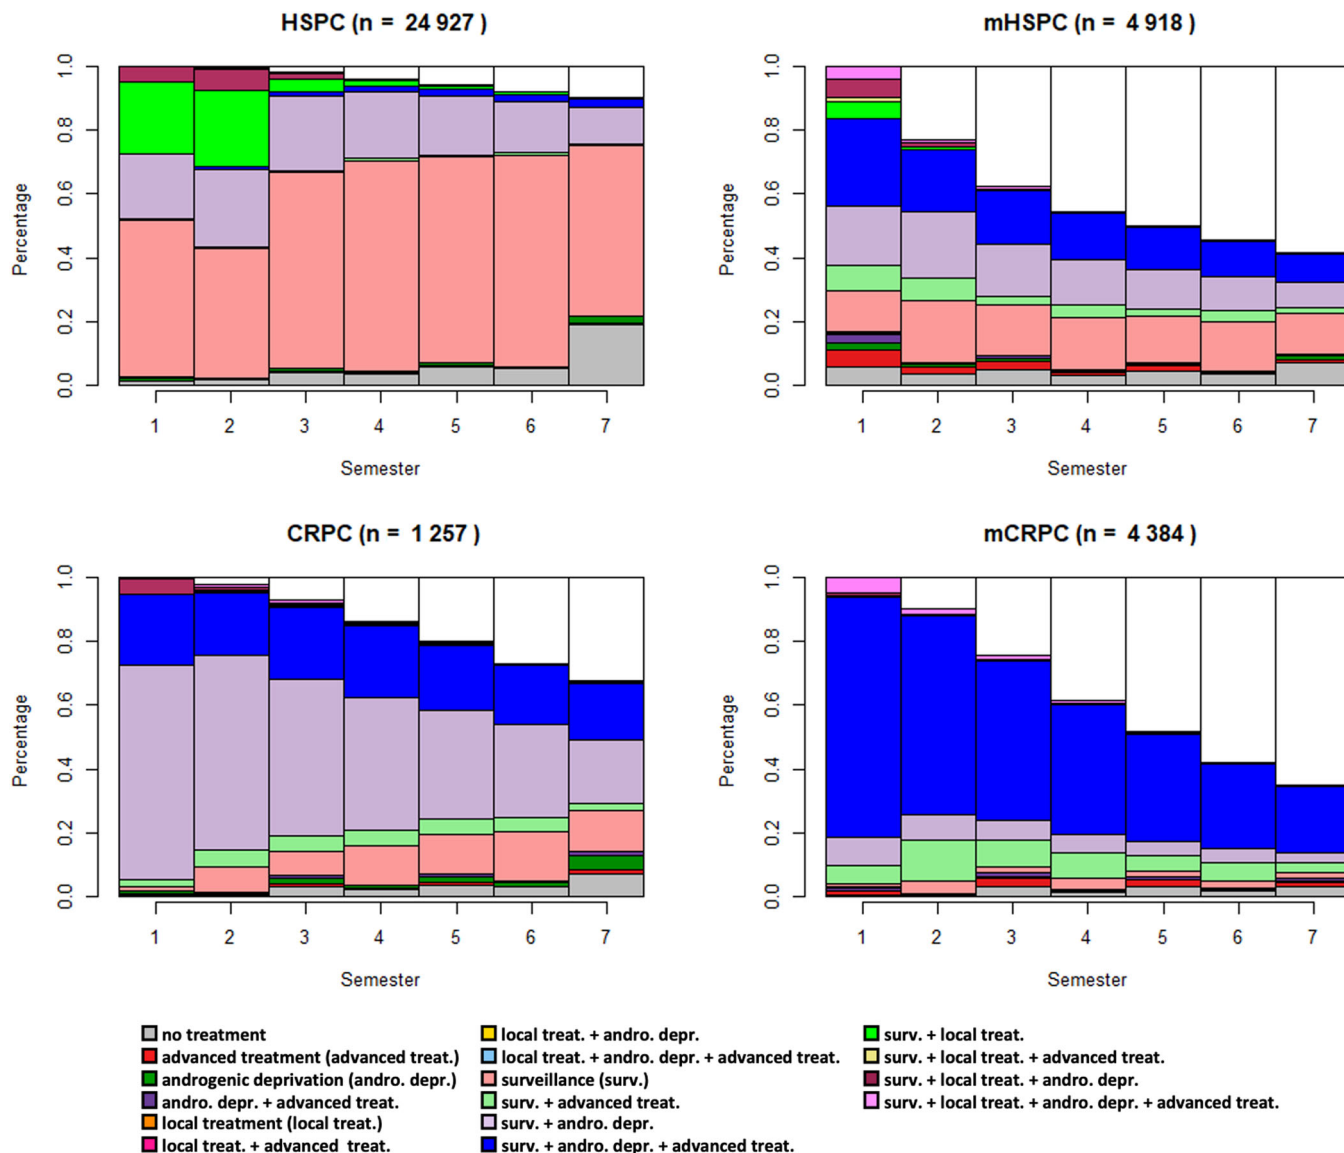 HSPC (n = 24 927 )
mHSPC (n = 4 918 )
Percentage
0.0 0.2 0.4 0.6 0.8 1.0
1 2 3 4 5 6 7
Semester
Percentage
0.0 0.2 0.4 0.6 0.8 1.0
1 2 3 4 5 6 7
Semester
CRPC (n = 1 257 )
mCRPC (n = 4 384 )
Percentage
0.0 0.2 0.4 0.6 0.8 1.0
1 2 3 4 5 6 7
Semester
Percentage
0.0 0.2 0.4 0.6 0.8 1.0
1 2 3 4 5 6 7
Semester
no treatment
advanced treatment (advanced treat.)
androgenic deprivation (andro. depr.)
andro. depr. + advanced treat.
local treatment (local treat.)
local treat. + advanced treat.
local treat. + andro. depr.
local treat. + andro. depr. + advanced treat.
surveillance (surv.)
surv. + advanced treat.
surv. + andro. depr.
surv. + andro. depr. + advanced treat.
surv. + local treat.
surv. + local treat. + advanced treat.
surv. + local treat. + andro. depr.
surv. + local treat. + andro. depr. + advanced treat.